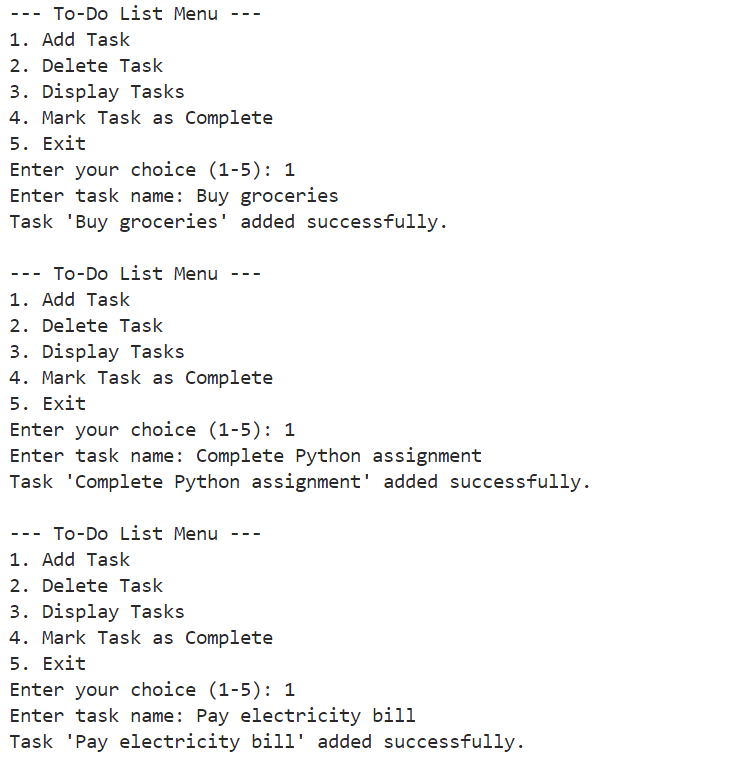 --- To-Do List Menu ---
1. Add Task
2. Delete Task
3. Display Tasks
4. Mark Task as Complete
5. Exit
Enter your choice (1-5): 1
Enter task name: Buy groceries
Task 'Buy groceries' added successfully.

--- To-Do List Menu ---
1. Add Task
2. Delete Task
3. Display Tasks
4. Mark Task as Complete
5. Exit
Enter your choice (1-5): 1
Enter task name: Complete Python assignment
Task 'Complete Python assignment' added successfully.

--- To-Do List Menu ---
1. Add Task
2. Delete Task
3. Display Tasks
4. Mark Task as Complete
5. Exit
Enter your choice (1-5): 1
Enter task name: Pay electricity bill
Task 'Pay electricity bill' added successfully.